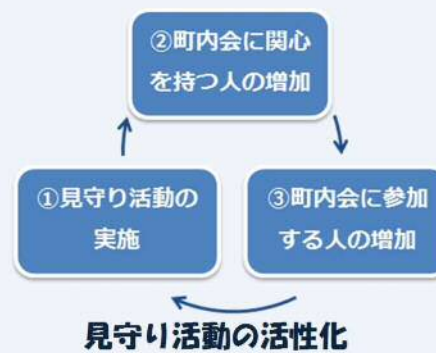 ②町内会に関心
を持つ人の増加
①見守り活動の
実施
③町内会に参加
する人の増加
見守り活動の活性化